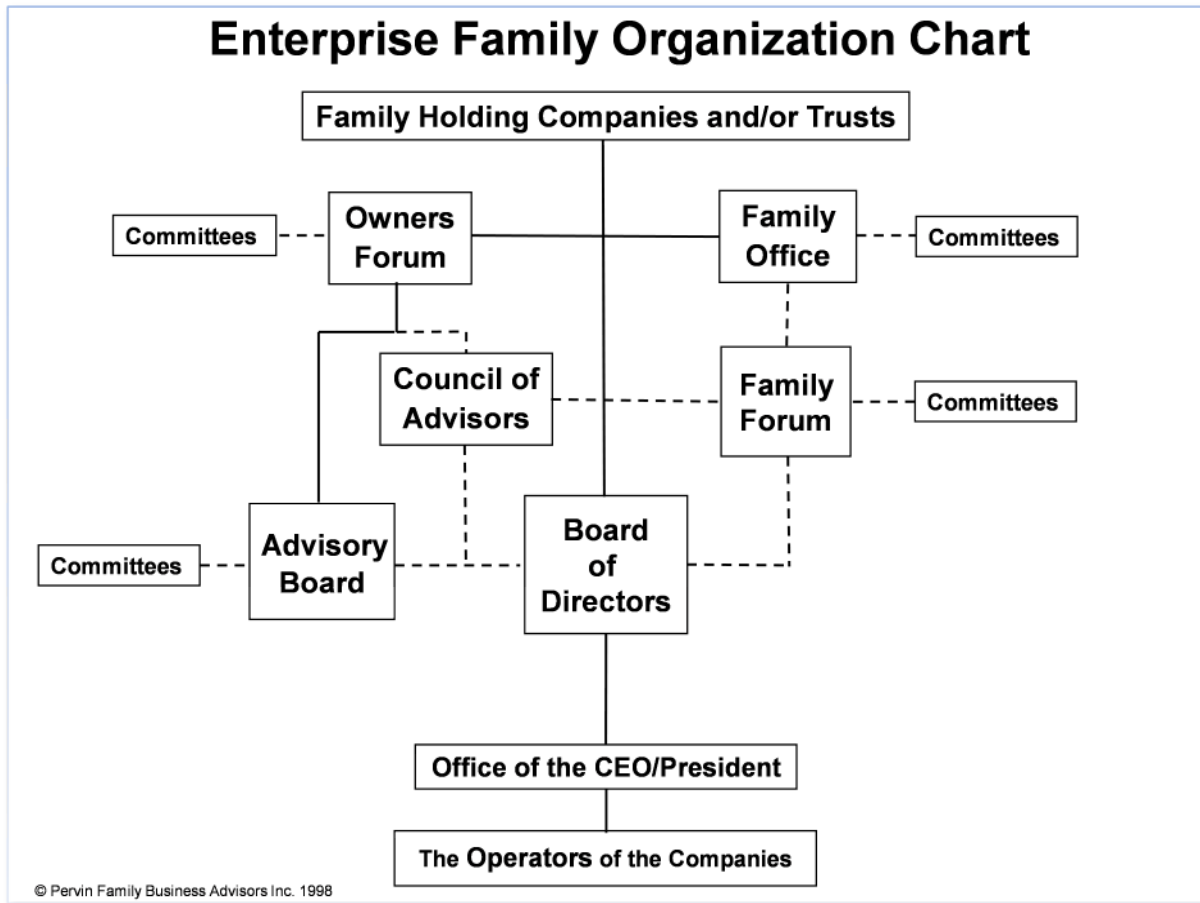 Enterprise Family Organization Chart
Family Holding Companies and/or Trusts
Committees
Owners
Forum
Family
Office
Committees
Council of
Advisors
Family
Forum
Committees
Committees
Advisory
Board
Board
of
Directors
Office of the CEO/President
The Operators of the Companies
© Pervin Family Business Advisors Inc. 1998